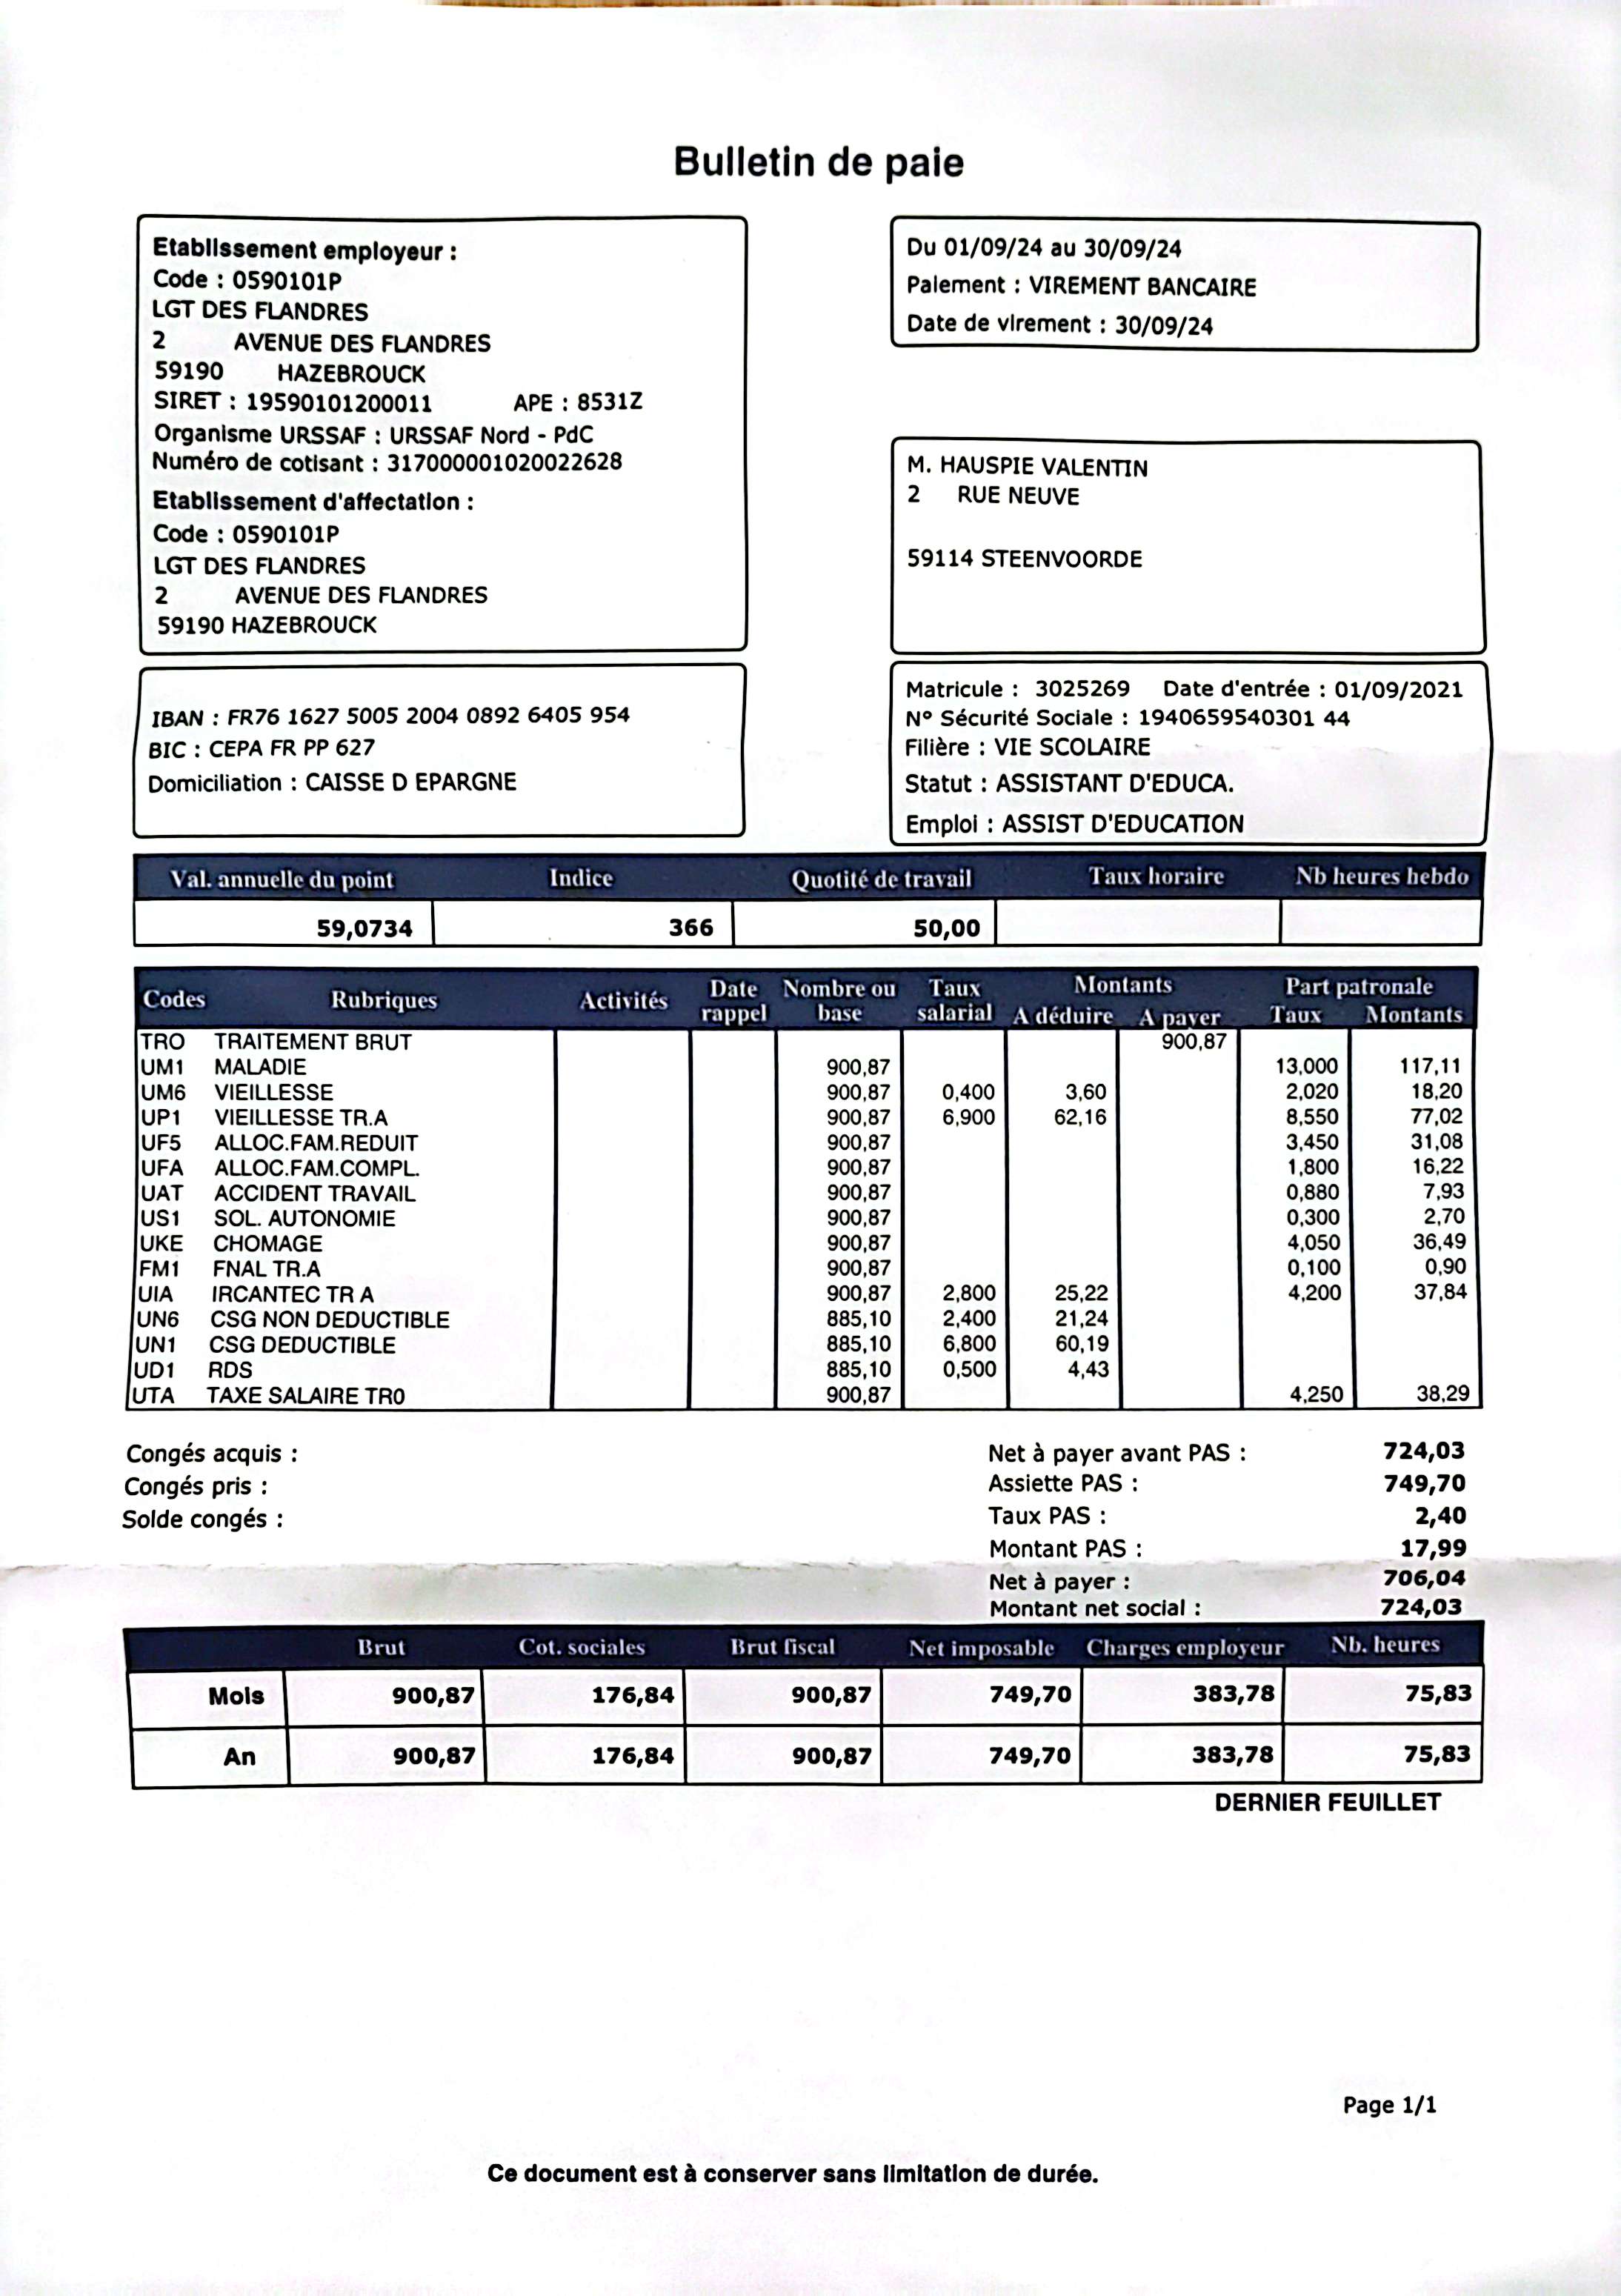 Bulletin de paie
Etablissement employeur :
Code : 0590101P
LGT DES FLANDRES
2 AVENUE DES FLANDRES
59190 HAZEBROUCK
SIRET : 19590101200011 APE : 8531Z
Organisme URSSAF : URSSAF Nord - PdC
Numéro de cotisant : 317000001020022628
Etablissement d'affectation :
Code : 0590101P
LGT DES FLANDRES
2 AVENUE DES FLANDRES
59190 HAZEBROUCK
Du 01/09/24 au 30/09/24
Paiement : VIREMENT BANCAIRE
Date de virement : 30/09/24
M. HAUSPIE VALENTIN
2 RUE NEUVE
59114 STEENVOORDE
IBAN : FR76 1627 5005 2004 0892 6405 954
BIC : CEPA FR PP 627
Domiciliation : CAISSE D EPARGNE
Matricule : 3025269 Date d'entrée : 01/09/2021
N° Sécurité Sociale : 1940659540301 44
Filière : VIE SCOLAIRE
Statut : ASSISTANT D'EDUCA.
Emploi : ASSIST D'EDUCATION
Val. annuelle du point Indice Quotité de travail Taux horaire Nb heures hebdo
59,0734 366 50,00
Codes Rubriques Activités Date rappel Nombre ou base Taux salarial Montants A déduire A payer Part patronale Taux Montants
TRO TRAITEMENT BRUT 900,87
UM1 MALADIE 900,87 13,000 117,11
UM6 VIEILLESSE 900,87 0,400 3,60 2,020 18,20
UP1 VIEILLESSE TR.A 900,87 6,900 62,16 8,550 77,02
UF5 ALLOC.FAM.REDUIT 900,87 3,450 31,08
UFA ALLOC.FAM.COMPL. 900,87 1,800 16,22
UAT ACCIDENT TRAVAIL 900,87 0,880 7,93
US1 SOL. AUTONOMIE 900,87 0,300 2,70
UKE CHOMAGE 900,87 4,050 36,49
FM1 FNAL TR.A 900,87 0,100 0,90
UIA IRCANTEC TR A 900,87 2,800 25,22 4,200 37,84
UN6 CSG NON DEDUCTIBLE 885,10 2,400 21,24
UN1 CSG DEDUCTIBLE 885,10 6,800 60,19
UD1 RDS 885,10 0,500 4,43
UTA TAXE SALAIRE TR0 900,87 4,250 38,29
Congés acquis :
Congés pris :
Solde congés :
Net à payer avant PAS : 724,03
Assiette PAS : 749,70
Taux PAS : 2,40
Montant PAS : 17,99
Net à payer : 706,04
Montant net social : 724,03
Brut Cot. sociales Brut fiscal Net imposable Charges employeur Nb. heures
Mois 900,87 176,84 900,87 749,70 383,78 75,83
An 900,87 176,84 900,87 749,70 383,78 75,83
DERNIER FEUILLET
Page 1/1
Ce document est à conserver sans limitation de durée.